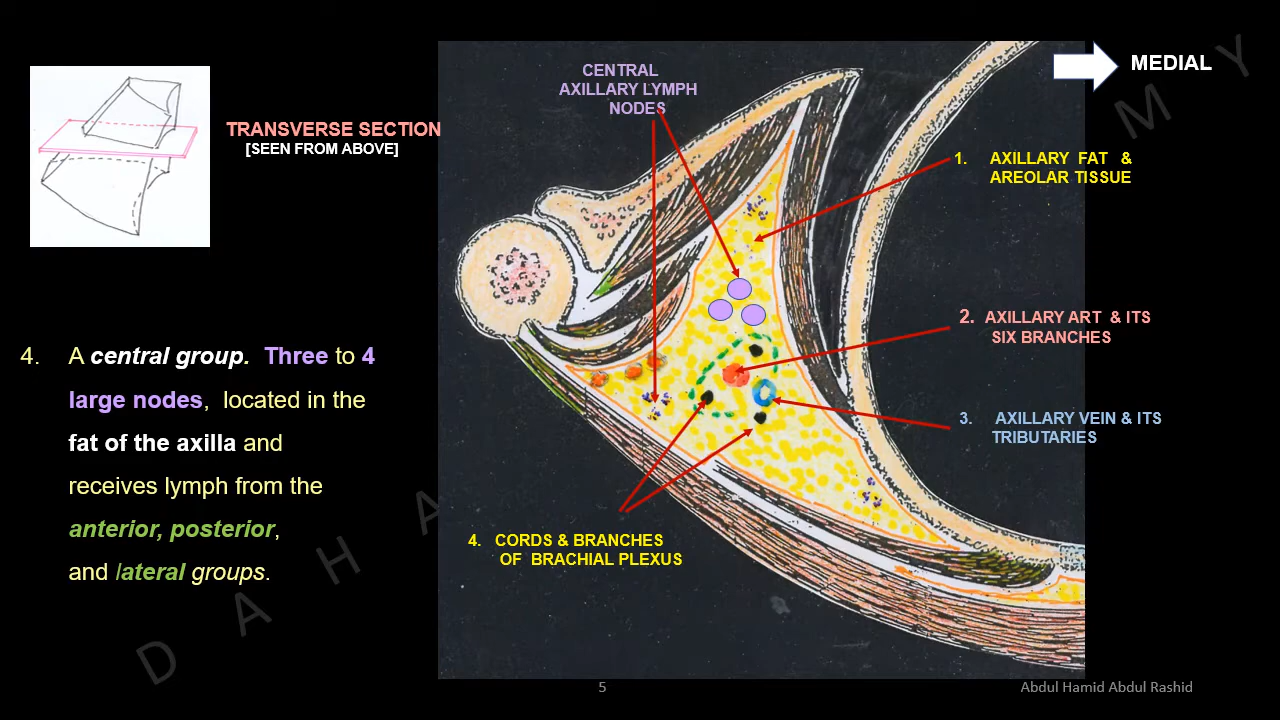 MEDIAL
CENTRAL
AXILLARY LYMPH
NODES
TRANSVERSE SECTION
[SEEN FROM ABOVE]
1. AXILLARY FAT &
AREOLAR TISSUE
2. AXILLARY ART & ITS
SIX BRANCHES
3. AXILLARY VEIN & ITS
TRIBUTARIES
4. CORDS & BRANCHES
OF BRACHIAL PLEXUS
4. A central group. Three to 4
large nodes, located in the
fat of the axilla and
receives lymph from the
anterior, posterior,
and lateral groups.
D A H A M Y
5
Abdul Hamid Abdul Rashid